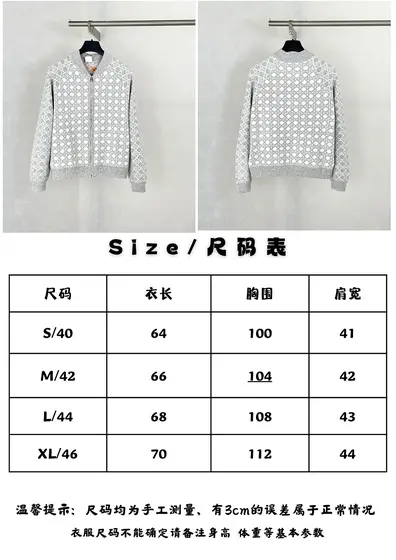 Size/尺码表
尺码 衣长 胸围 肩宽
S/40 64 100 41
M/42 66 104 42
L/44 68 108 43
XL/46 70 112 44
温馨提示：尺码均为手工测量、有3cm的误差属于正常情况
衣服尺码不能确定请备注身高 体重等基本参数